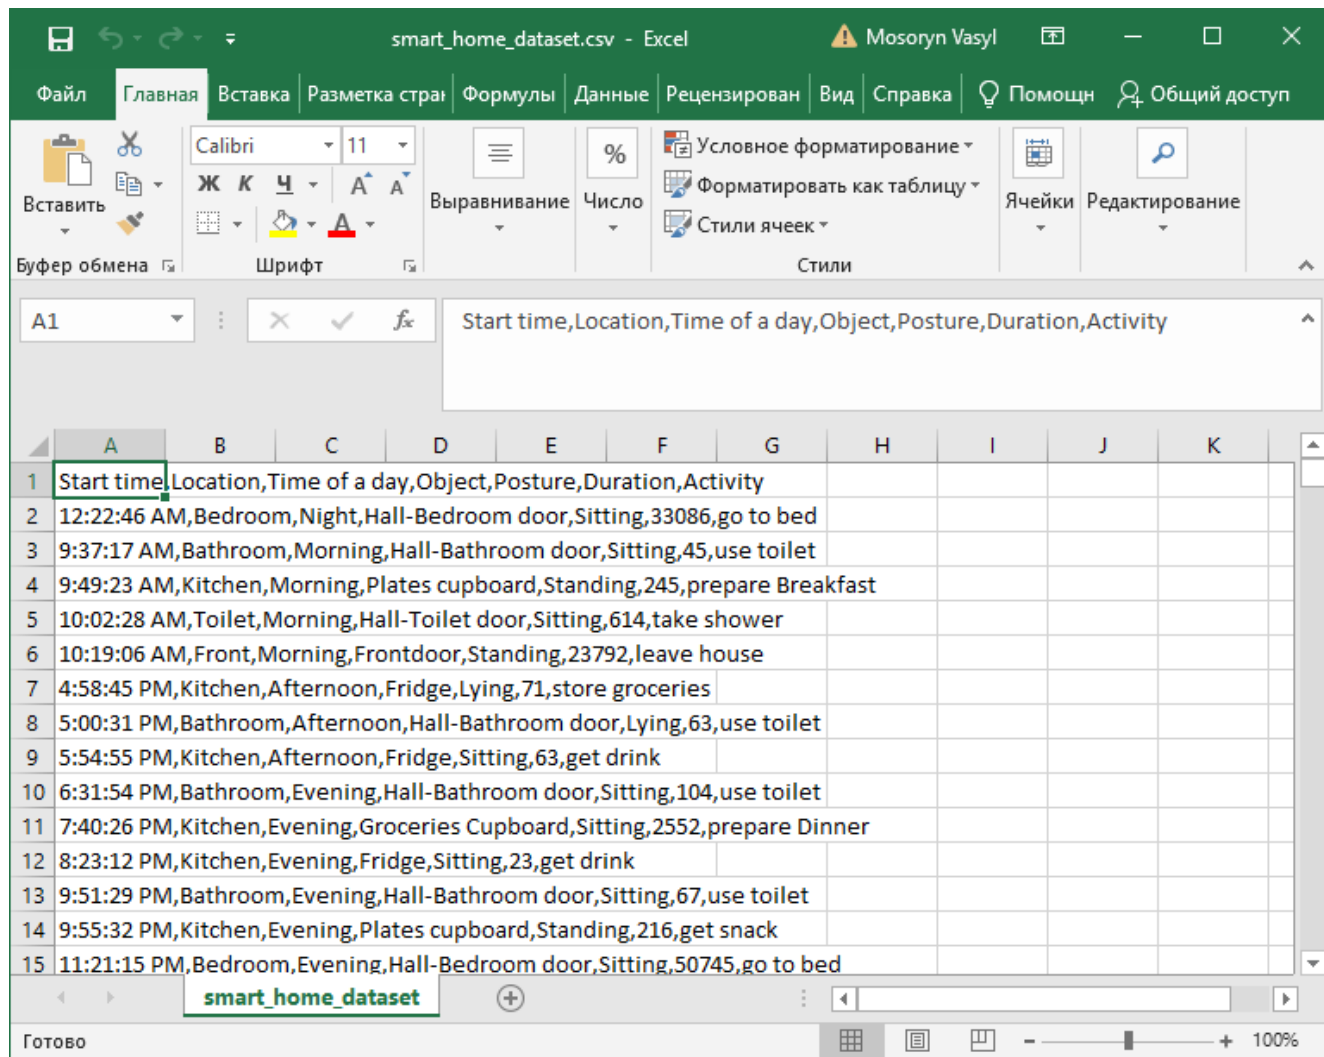 smart_home_dataset.csv - Excel
Mosoryn Vasyl
Файл Главная Вставка Разметка стран Формулы Данные Рецензирован Вид Справка Помощн Общий доступ
Вставить
Calibri 11
Ж К Ч А А А
Выравнивание
% Число
Условное форматирование
Форматировать как таблицу
Стили ячеек
Ячейки Редактирование
Буфер обмена Шрифт Стили
A1 fx Start time,Location,Time of a day,Object,Posture,Duration,Activity
A B C D E F G H I J K
1 Start time,Location,Time of a day,Object,Posture,Duration,Activity
2 12:22:46 AM,Bedroom,Night,Hall-Bedroom door,Sitting,33086,go to bed
3 9:37:17 AM,Bathroom,Morning,Hall-Bathroom door,Sitting,45,use toilet
4 9:49:23 AM,Kitchen,Morning,Plates cupboard,Standing,245,prepare Breakfast
5 10:02:28 AM,Toilet,Morning,Hall-Toilet door,Sitting,614,take shower
6 10:19:06 AM,Front,Morning,Frontdoor,Standing,23792,leave house
7 4:58:45 PM,Kitchen,Afternoon,Fridge,Lying,71,store groceries
8 5:00:31 PM,Bathroom,Afternoon,Hall-Bathroom door,Lying,63,use toilet
9 5:54:55 PM,Kitchen,Afternoon,Fridge,Sitting,63,get drink
10 6:31:54 PM,Bathroom,Evening,Hall-Bathroom door,Sitting,104,use toilet
11 7:40:26 PM,Kitchen,Evening,Groceries Cupboard,Sitting,2552,prepare Dinner
12 8:23:12 PM,Kitchen,Evening,Fridge,Sitting,23,get drink
13 9:51:29 PM,Bathroom,Evening,Hall-Bathroom door,Sitting,67,use toilet
14 9:55:32 PM,Kitchen,Evening,Plates cupboard,Standing,216,get snack
15 11:21:15 PM,Bedroom,Evening,Hall-Bedroom door,Sitting,50745,go to bed
smart_home_dataset
Готово 100%